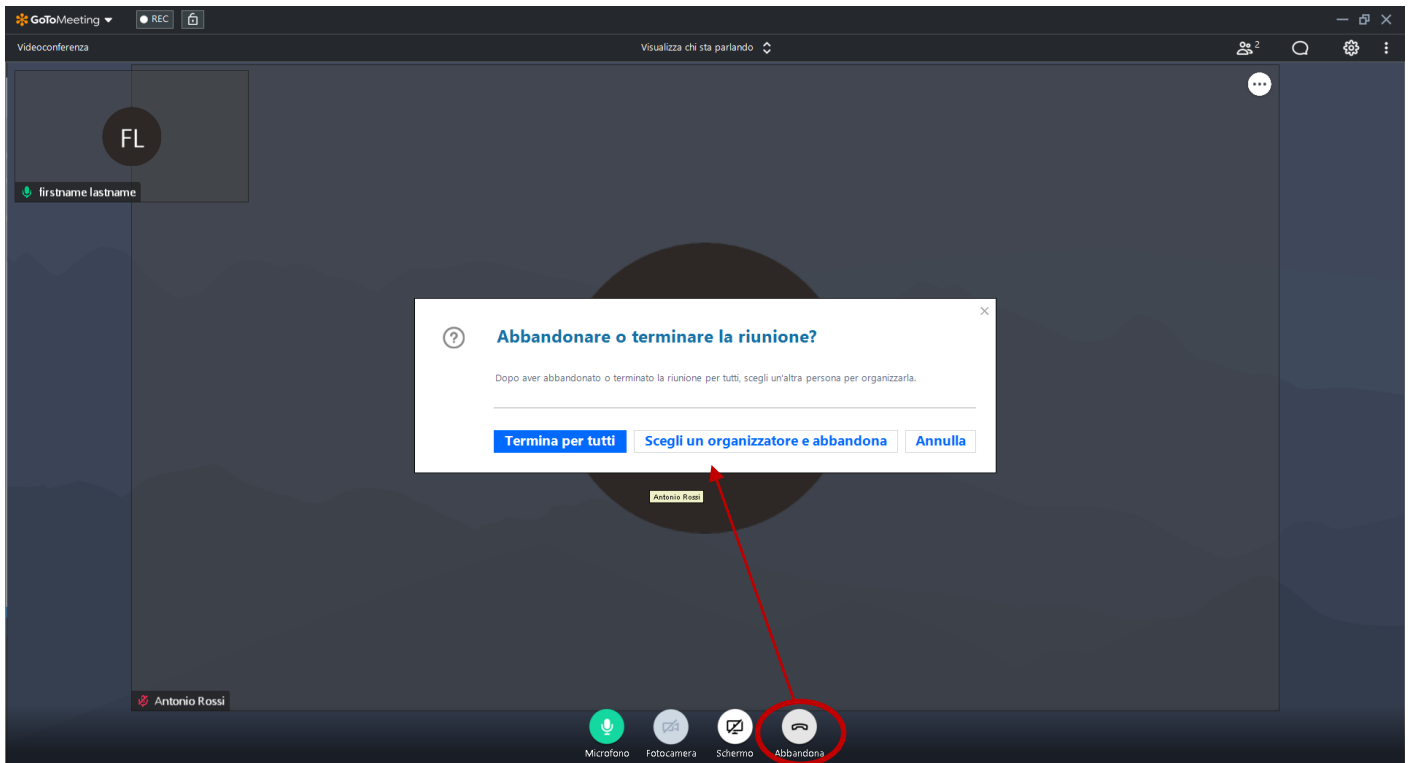 GoToMeeting
REC
Videoconferenza
Visualizza chi sta parlando
2
FL
firstname lastname
Abbandonare o terminare la riunione?
Dopo aver abbandonato o terminato la riunione per tutti, scegli un'altra persona per organizzarla.
Termina per tutti
Scegli un organizzatore e abbandona
Annulla
Antonio Rossi
Antonio Rossi
Microfono
Fotocamera
Schermo
Abbandona